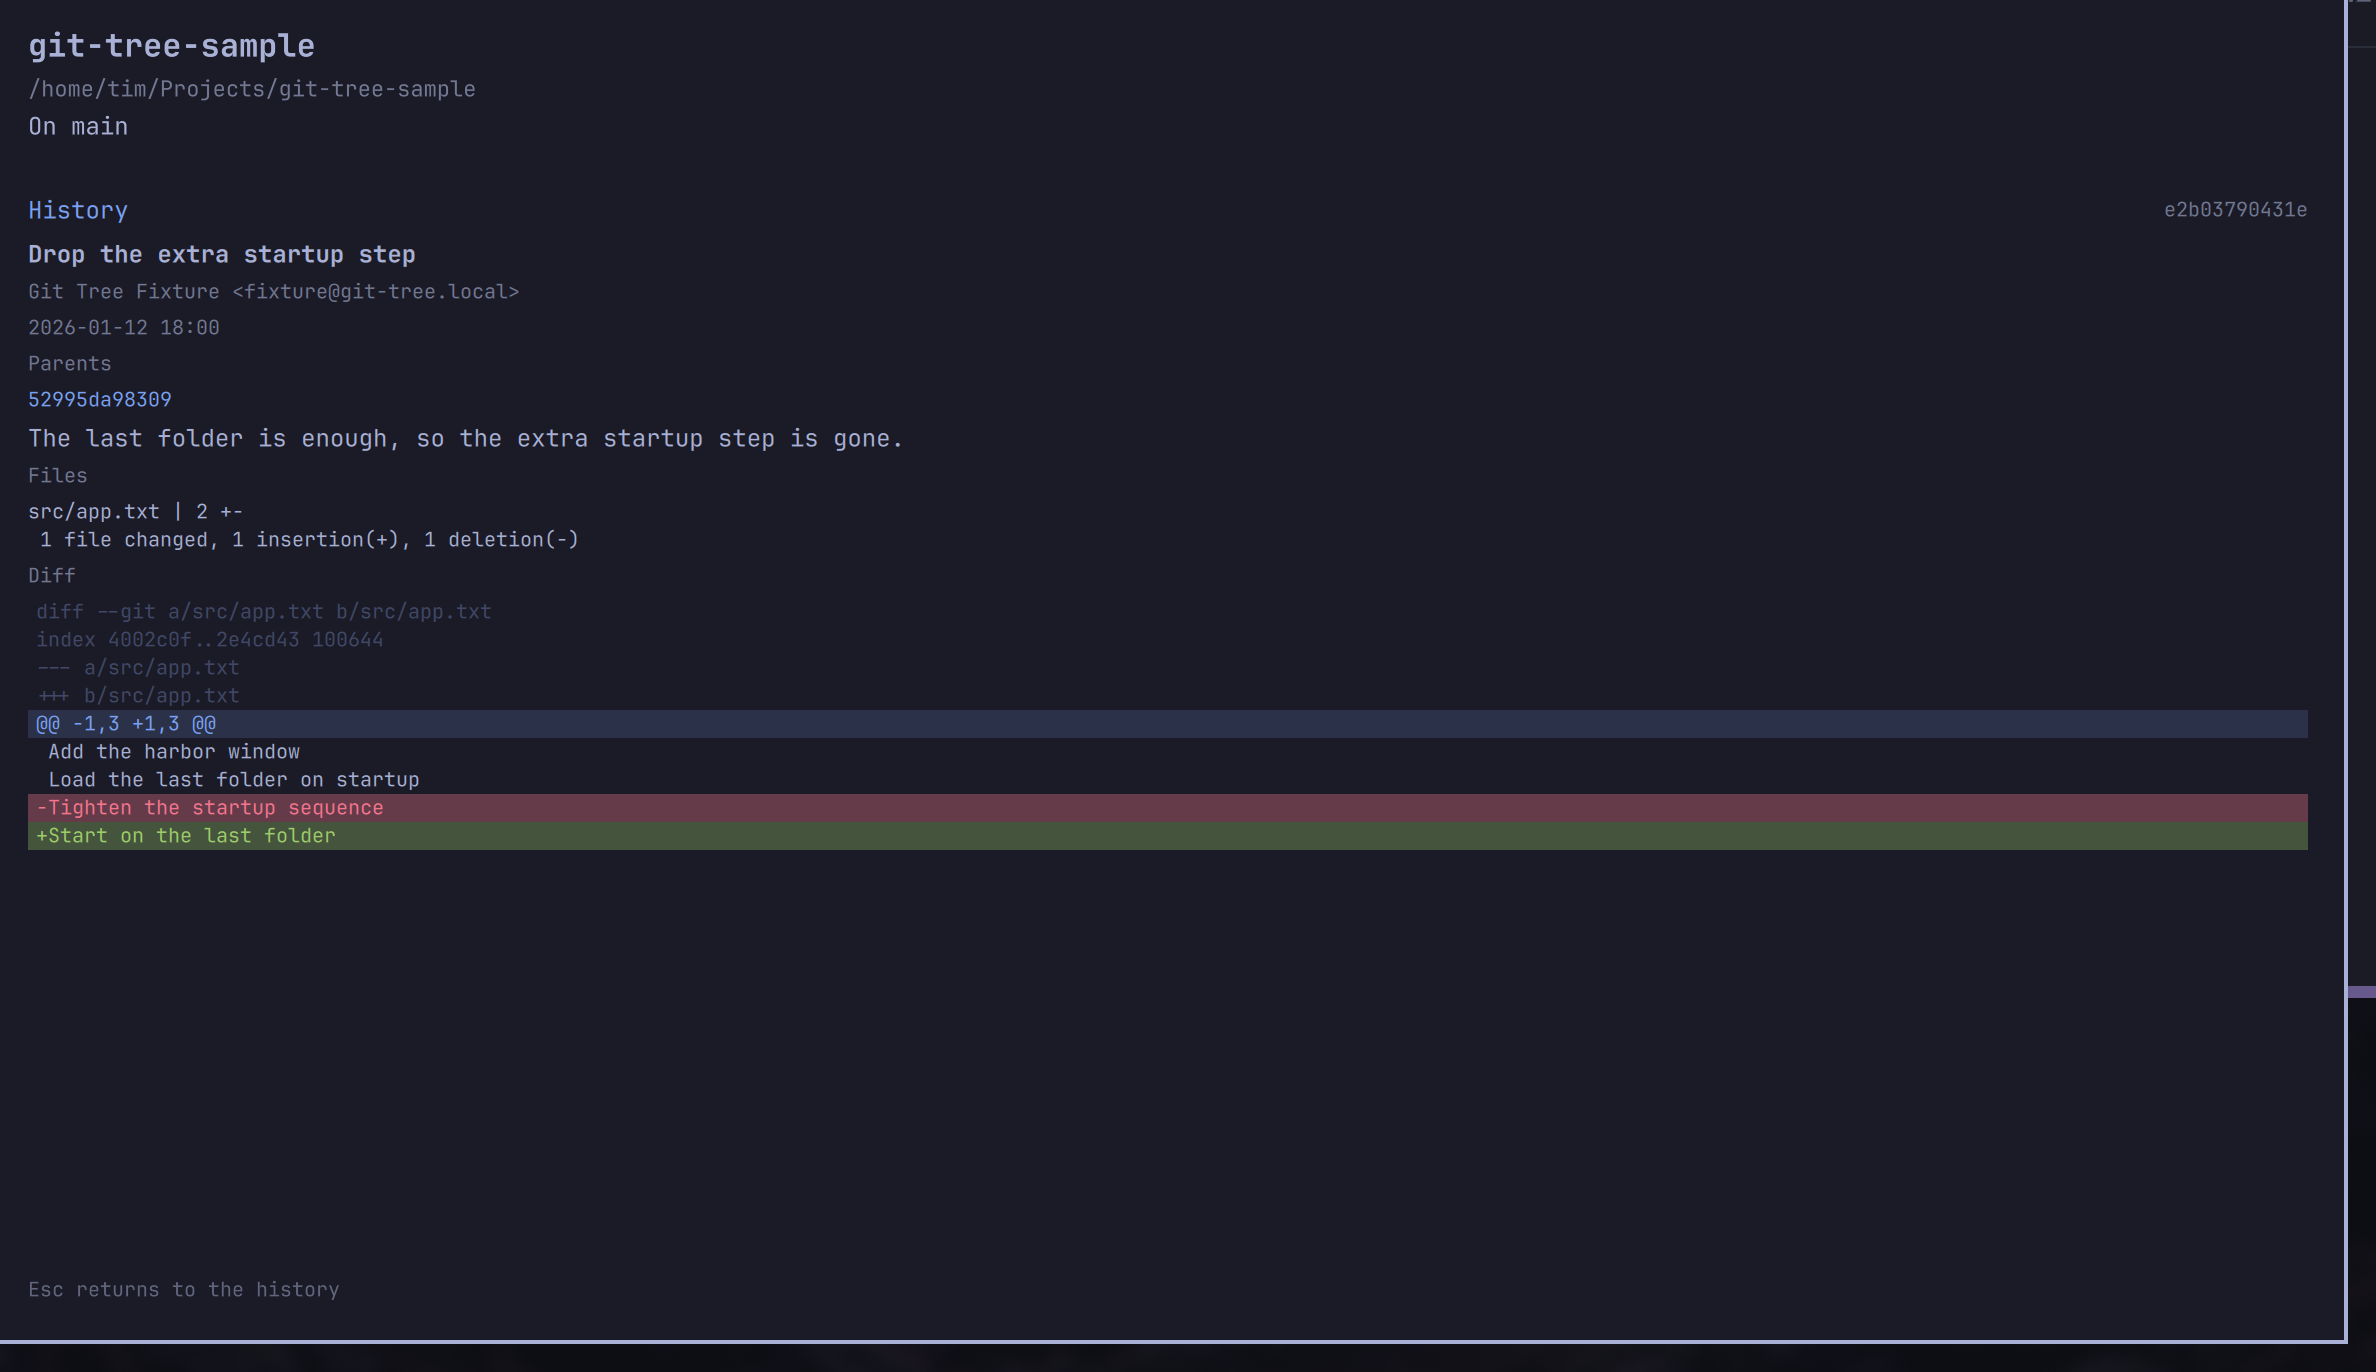 git-tree-sample
/home/tim/Projects/git-tree-sample
On main
History e2b03790431e
Drop the extra startup step
Git Tree Fixture <fixture@git-tree.local>
2026-01-12 18:00
Parents
52995da98309
The last folder is enough, so the extra startup step is gone.
Files
src/app.txt | 2 +-
 1 file changed, 1 insertion(+), 1 deletion(-)
Diff
diff --git a/src/app.txt b/src/app.txt
index 4002c0f..2e4cd43 100644
--- a/src/app.txt
+++ b/src/app.txt
@@ -1,3 +1,3 @@
 Add the harbor window
 Load the last folder on startup
-Tighten the startup sequence
+Start on the last folder
Esc returns to the history